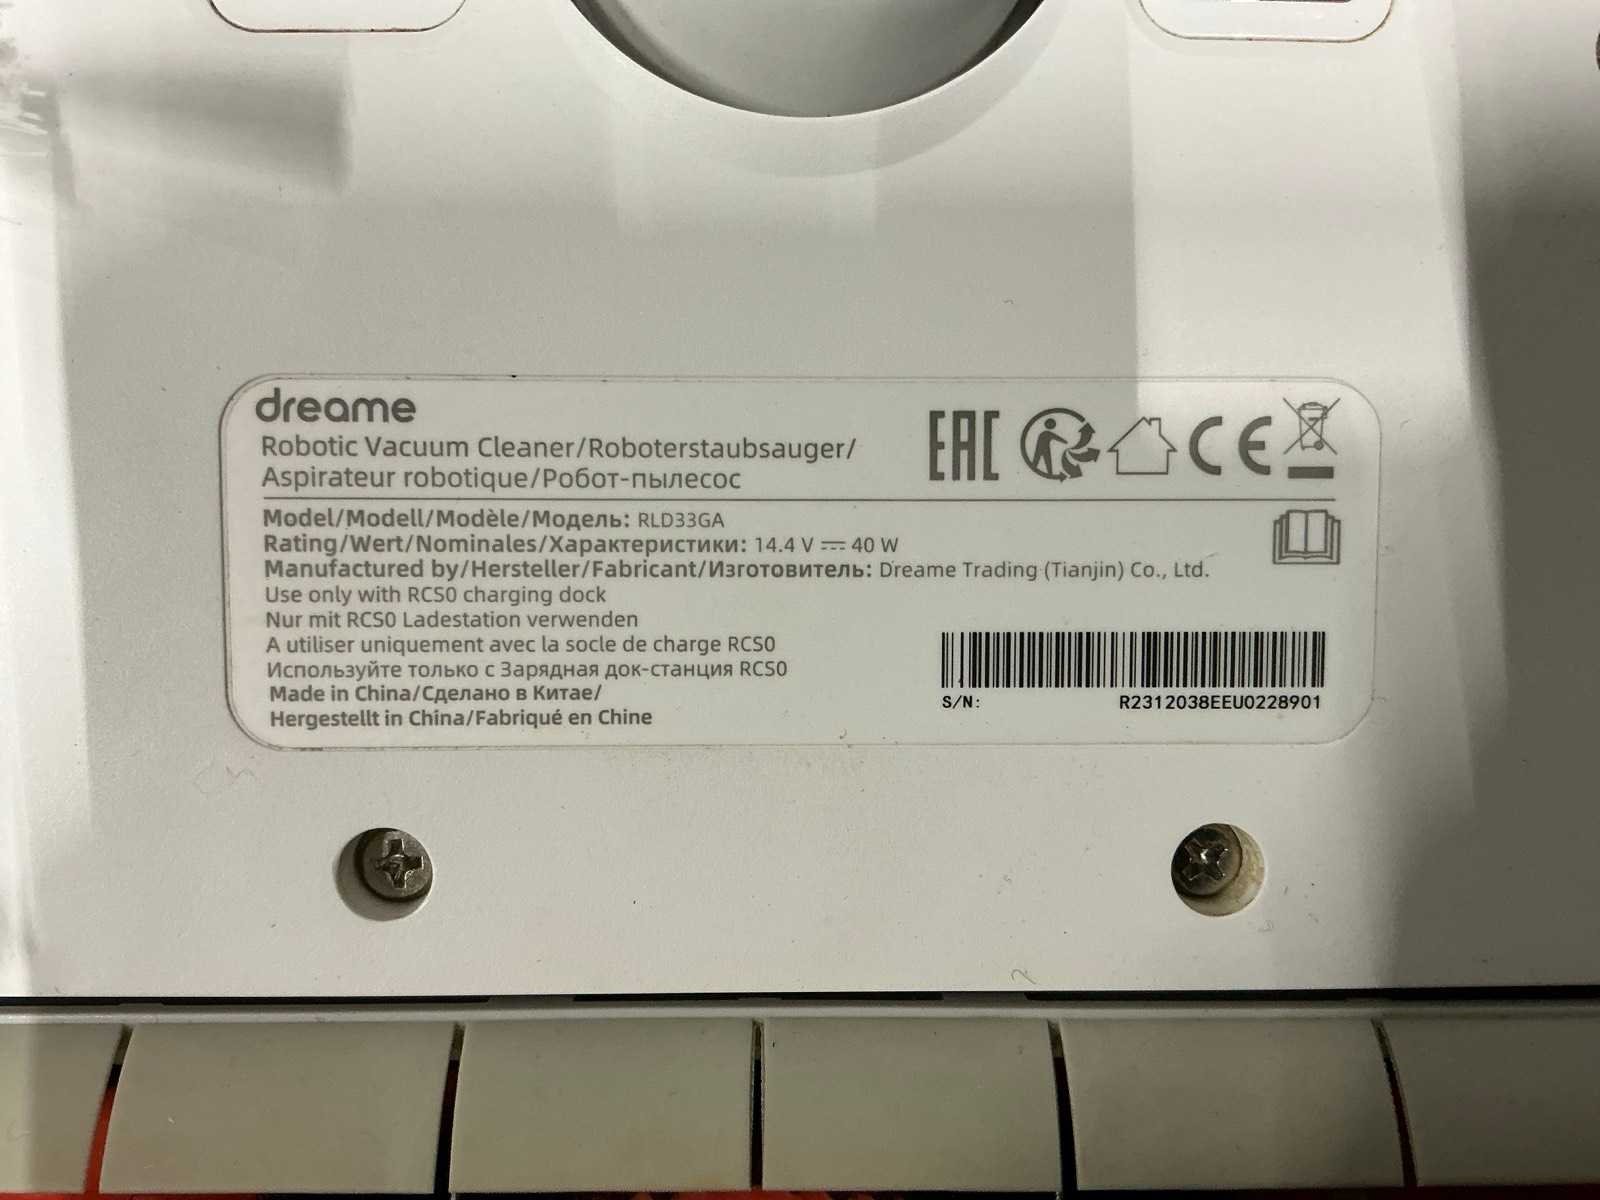 dreame
Robotic Vacuum Cleaner/Roboterstaubsauger/
Aspirateur robotique/Робот-пылесос
EAC
CE
Model/Modell/Modèle/Модель: RLD33GA
Rating/Wert/Nominales/Характеристики: 14.4 V ⎓ 40 W
Manufactured by/Hersteller/Fabricant/Изготовитель: Dreame Trading (Tianjin) Co., Ltd.
Use only with RCS0 charging dock
Nur mit RCS0 Ladestation verwenden
A utiliser uniquement avec la socle de charge RCS0
Используйте только с Зарядная док-станция RCS0
Made in China/Сделано в Китае/
Hergestellt in China/Fabriqué en Chine
S/N: R2312038EEU0228901